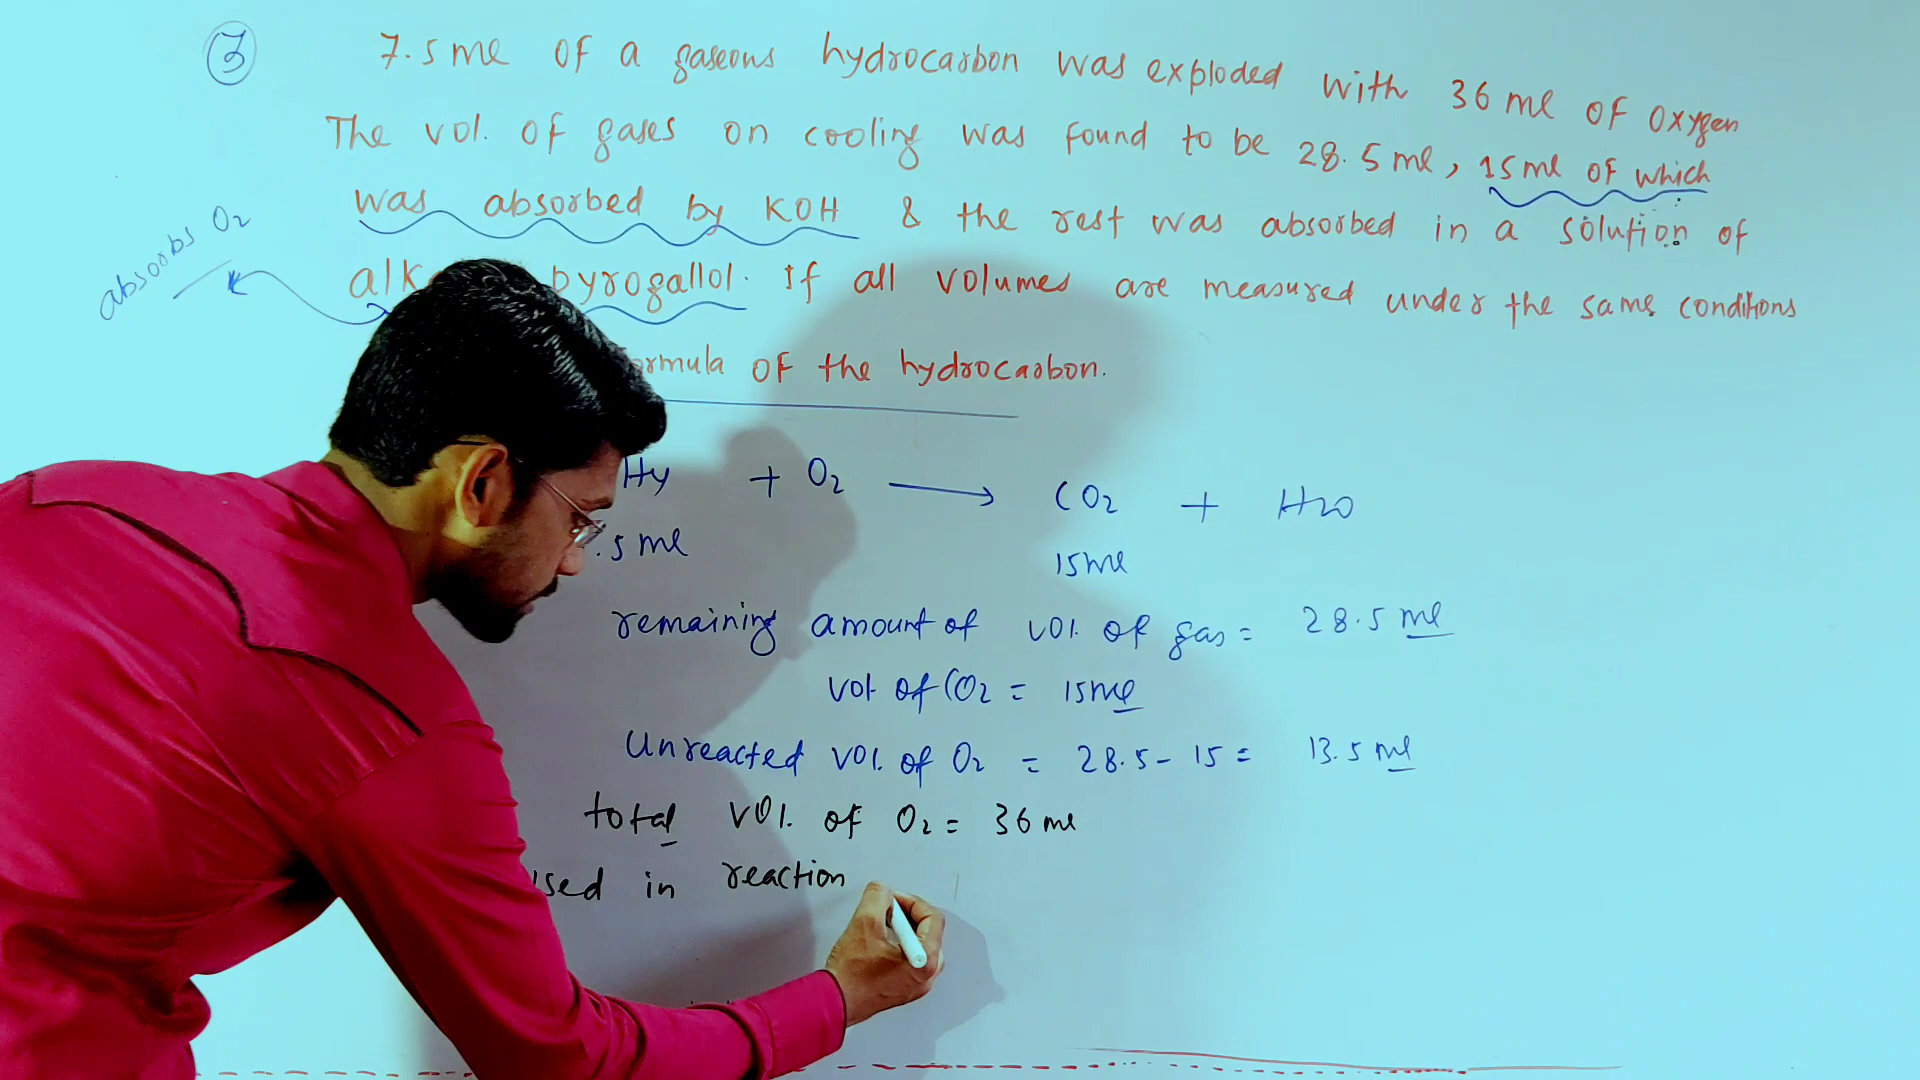 3 7.5 ml of a gaseous hydrocarbon was exploded with 36 ml of oxygen
The vol. of gases on cooling was found to be 28.5 ml, 15 ml of which
was absorbed by KOH & the rest was absorbed in a solution of
absorbs O2
pyrogallol. If all volumes are measured under the same conditions
of the hydrocarbon.
Hy + O2 → CO2 + H2O
.5 ml 15 ml
remaining amount of vol. of gas = 28.5 ml
vol. of CO2 = 15 ml
Unreacted vol. of O2 = 28.5 - 15 = 13.5 ml
total vol. of O2 = 36 ml
in reaction